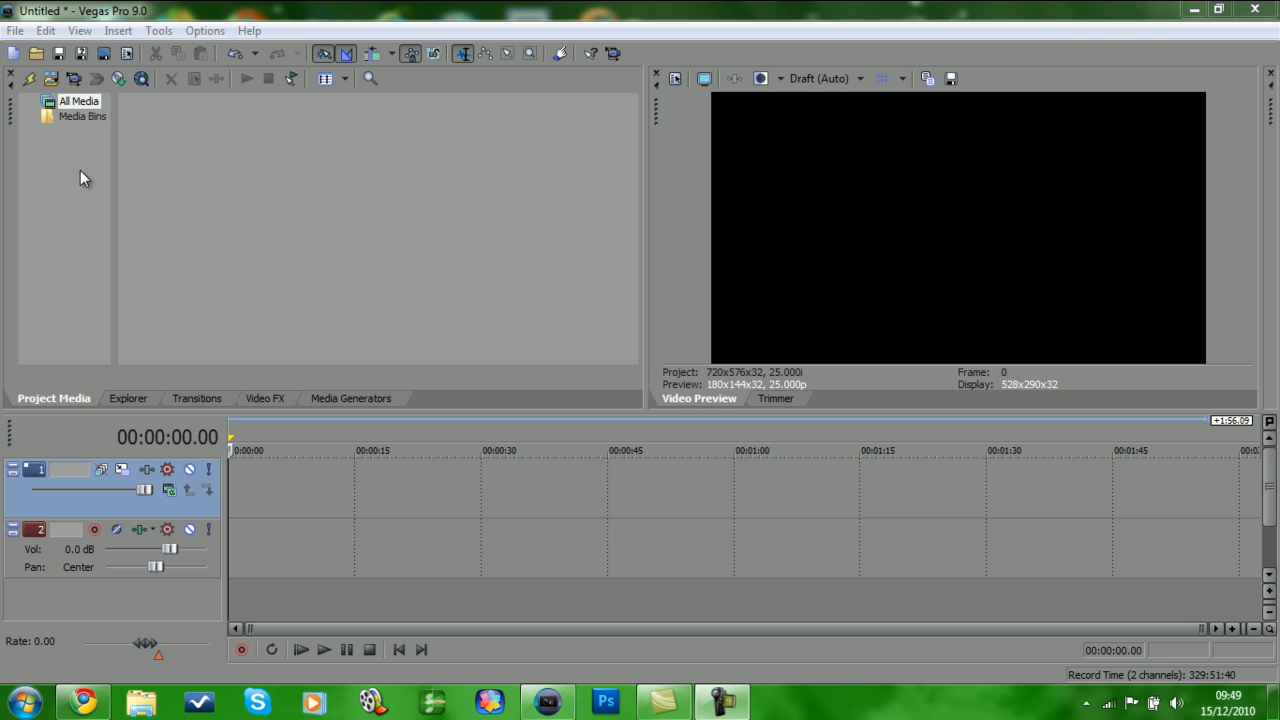 Untitled * - Vegas Pro 9.0
File Edit View Insert Tools Options Help
Draft (Auto)
All Media
Media Bins
Project: 720x576x32, 25.000i
Frame: 0
Preview: 180x144x32, 25.000p
Display: 528x290x32
Project Media Explorer Transitions Video FX Media Generators
Video Preview Trimmer
+1:56.09
00:00:00.00
0:00:00 00:00:15 00:00:30 00:00:45 00:01:00 00:01:15 00:01:30 00:01:45
1
2
Vol: 0.0 dB
Pan: Center
Rate: 0.00
00:00:00.00
Record Time (2 channels): 329:51:40
Ps
09:49
15/12/2010